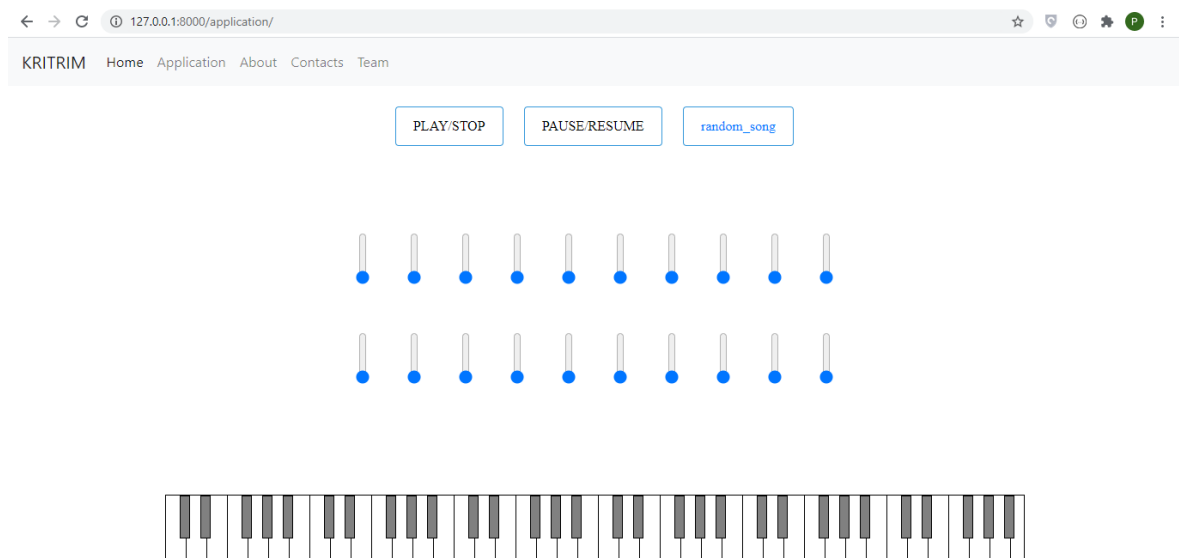 127.0.0.1:8000/application/
P
KRITRIM Home Application About Contacts Team
PLAY/STOP PAUSE/RESUME random_song